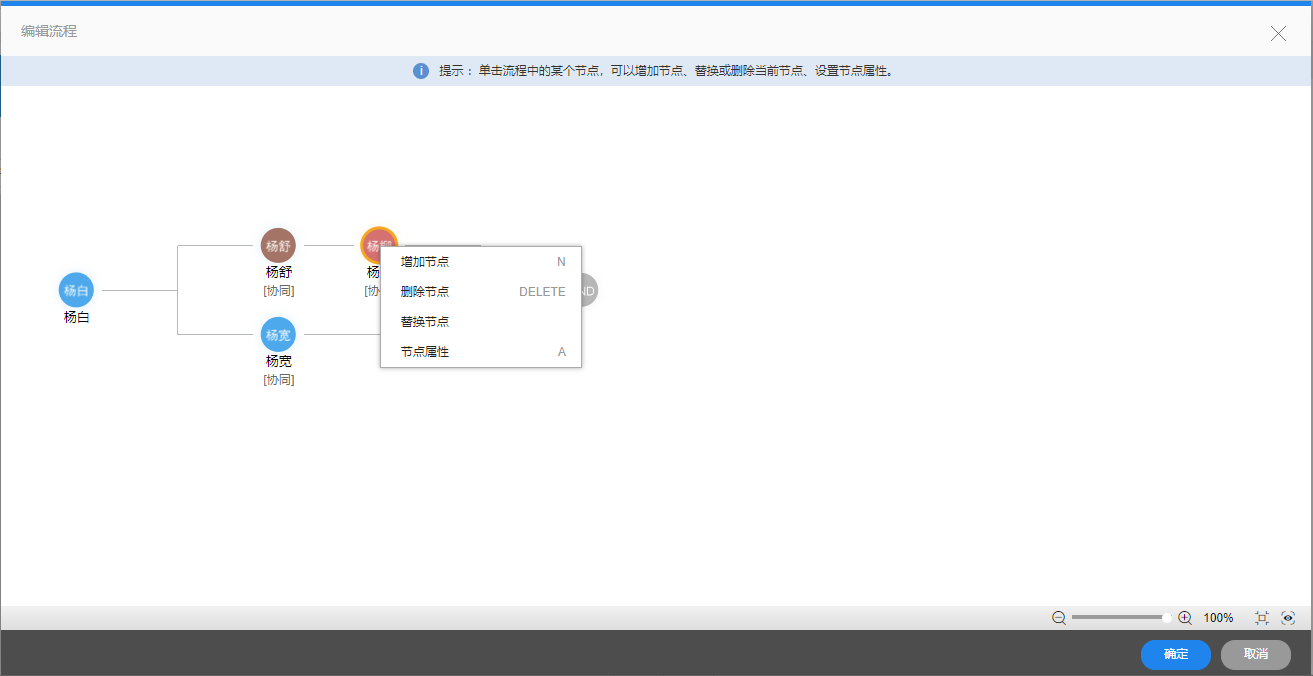 编辑流程
i 提示 : 单击流程中的某个节点，可以增加节点、替换或删除当前节点、设置节点属性。
杨舒
杨舒
[协同]
杨
杨
[协
杨白
杨白
ND
杨宽
杨宽
[协同]
增加节点 N
删除节点 DELETE
替换节点
节点属性 A
100%
确定 取消